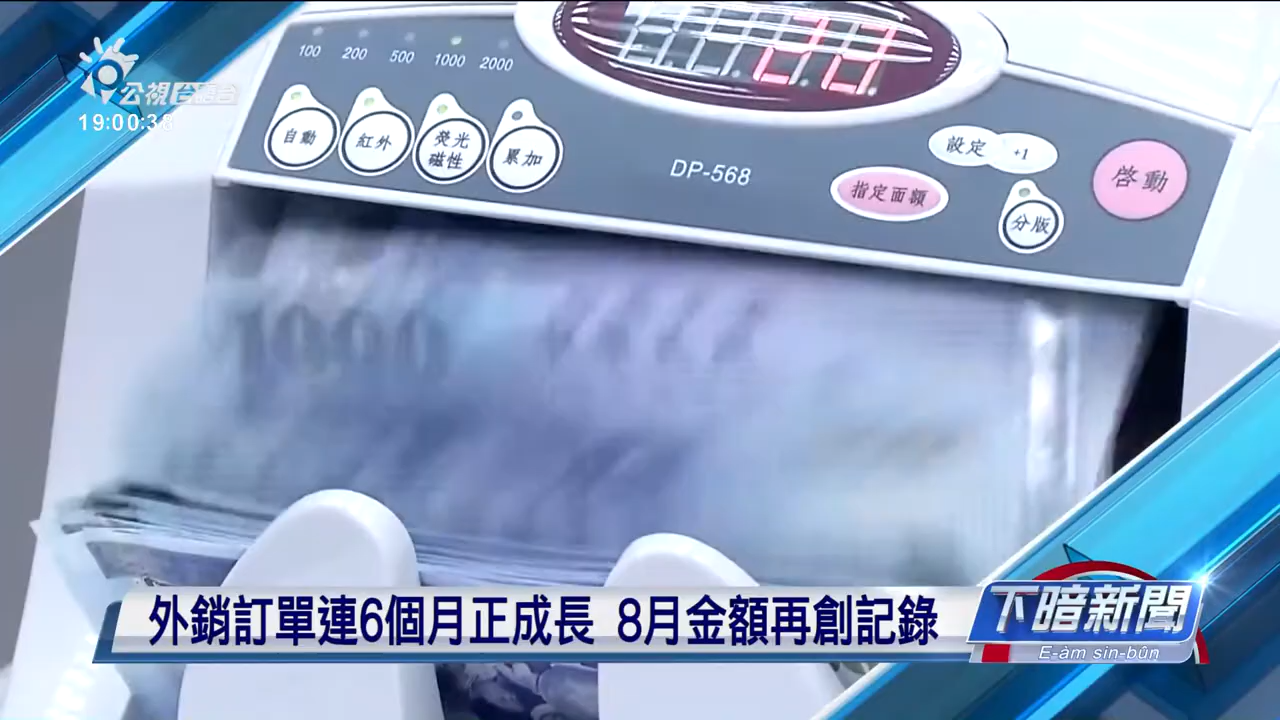 100 200 500 1000 2000
公視台語台
19:00:38
自動 紅外 熒光磁性 累加
DP-568
設定 +1
指定面額
分版
啓動
1000
外銷訂單連6個月正成長 8月金額再創記錄
下暗新聞
E-àm sin-bûn